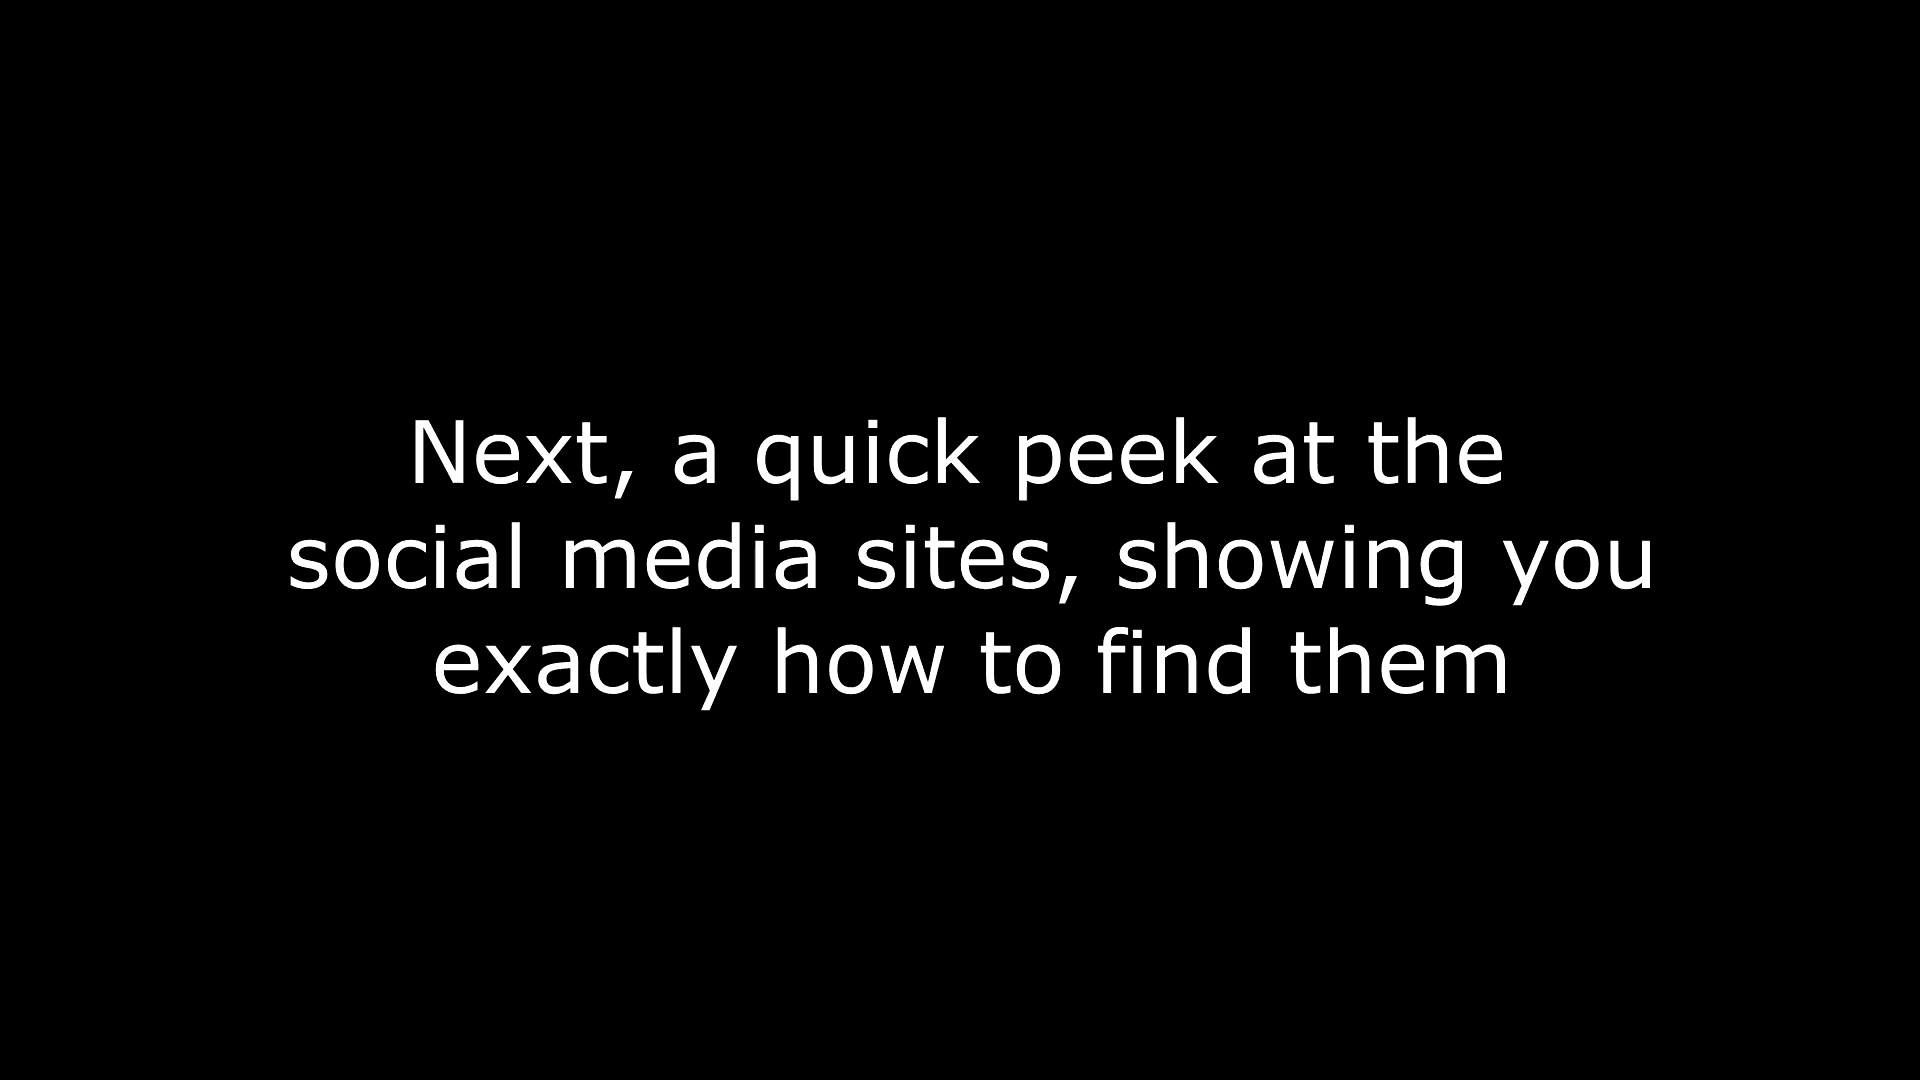 Next, a quick peek at the
social media sites, showing you
exactly how to find them